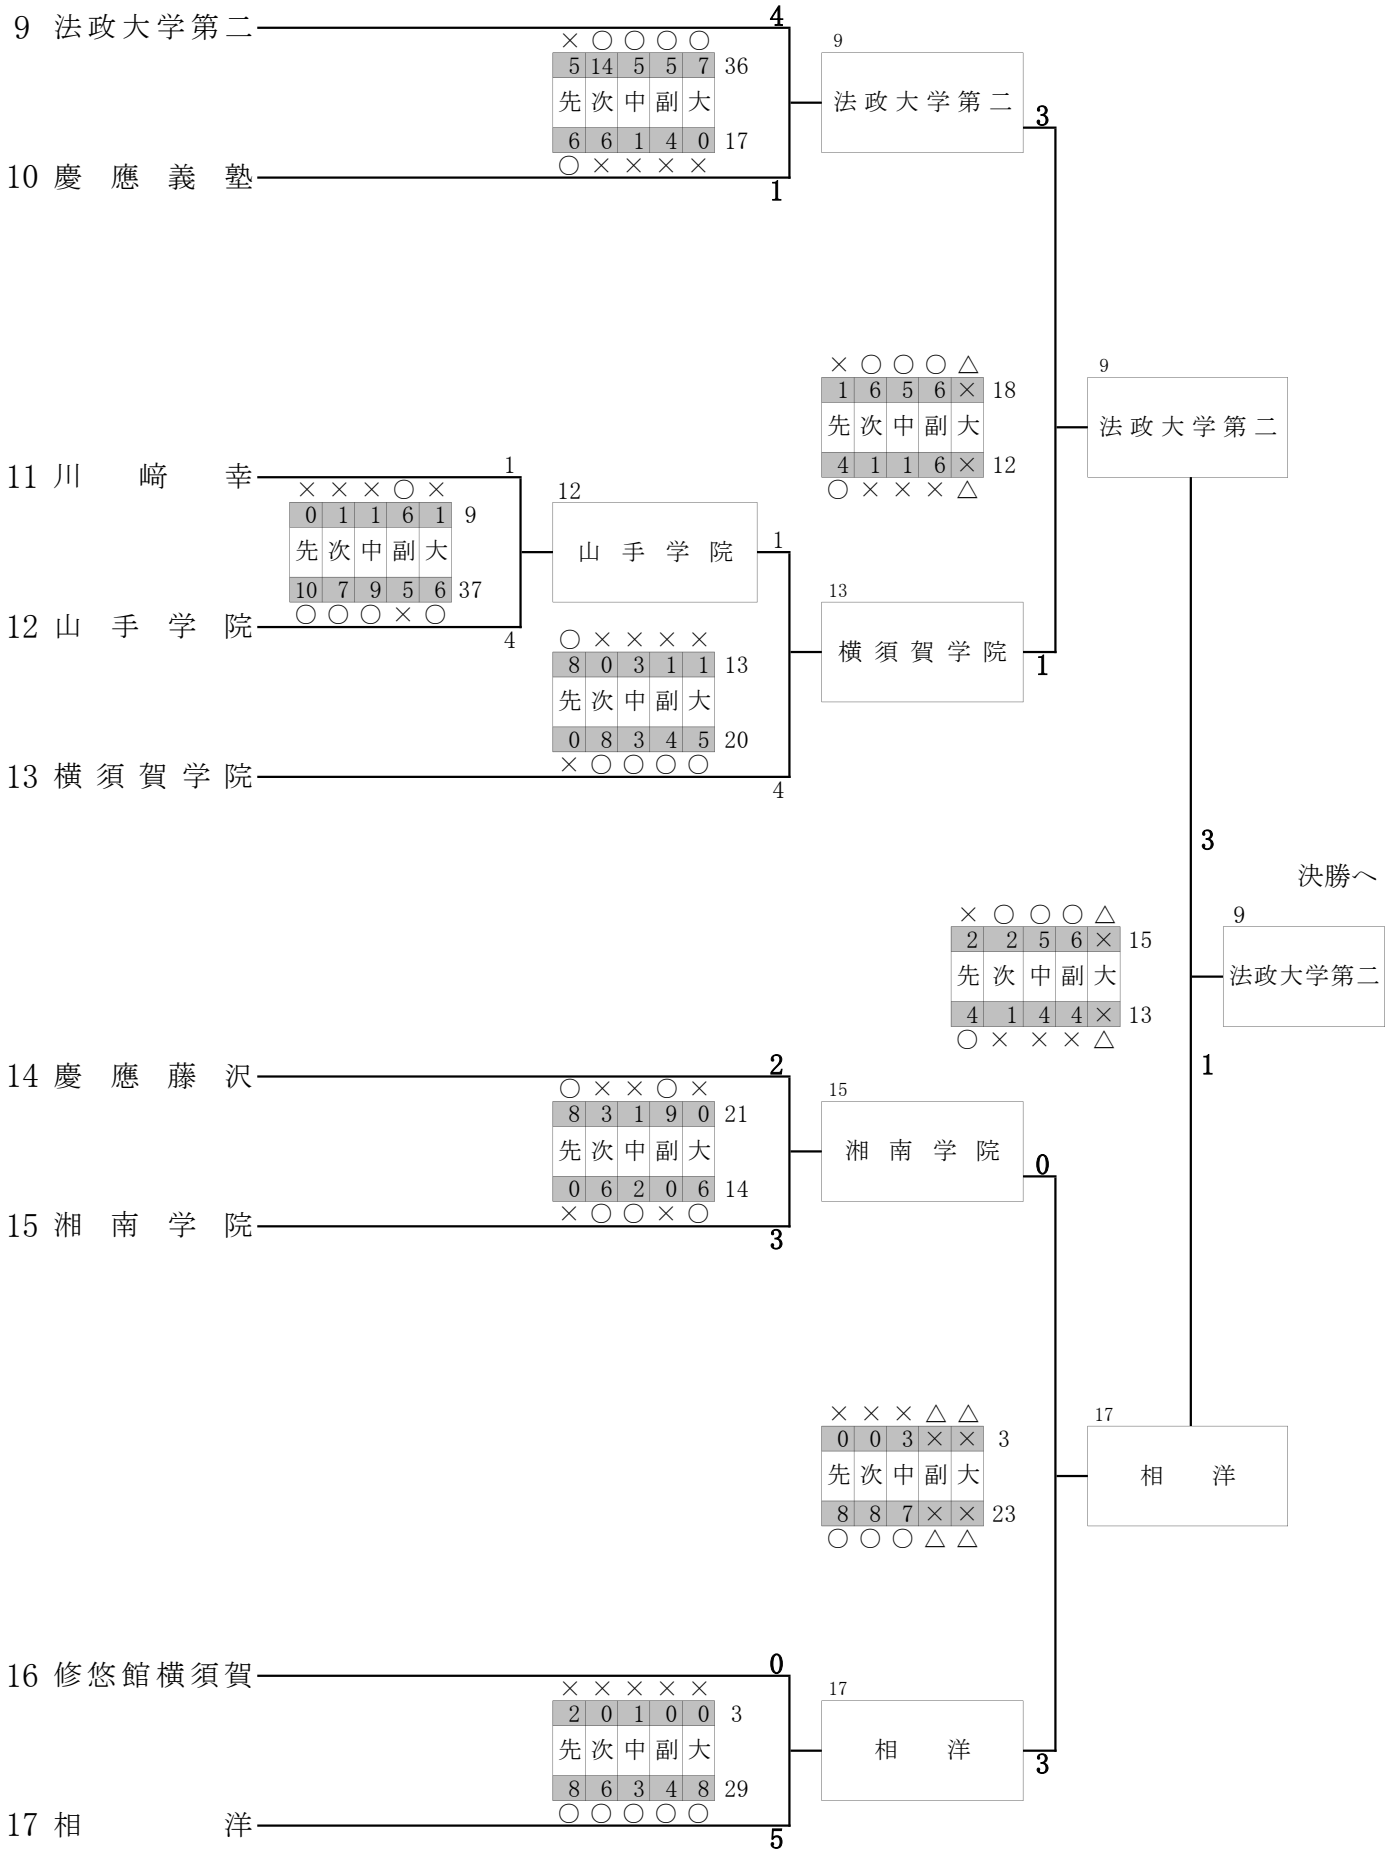 9 法政大学第二
4
× ○ ○ ○ ○
5 14 5 5 7 36
先 次 中 副 大
6 6 1 4 0 17
○ × × × ×
10 慶應義塾
1
9
法政大学第二
3
× ○ ○ ○ △
1 6 5 6 × 18
先 次 中 副 大
4 1 1 6 × 12
○ × × × △
9
法政大学第二
11 川崎幸
1
× × × ○ ×
0 1 1 6 1 9
先 次 中 副 大
10 7 9 5 6 37
○ ○ ○ × ○
12 山手学院
4
12
山手学院
1
○ × × × ×
8 0 3 1 1 13
先 次 中 副 大
0 8 3 4 5 20
× ○ ○ ○ ○
13 横須賀学院
4
13
横須賀学院
1
3
決勝へ
× ○ ○ ○ △
2 2 5 6 × 15
先 次 中 副 大
4 1 4 4 × 13
○ × × × △
9
法政大学第二
1
14 慶應藤沢
2
○ × × ○ ×
8 3 1 9 0 21
先 次 中 副 大
0 6 2 0 6 14
× ○ ○ × ○
15 湘南学院
3
15
湘南学院
0
× × × △ △
0 0 3 × × 3
先 次 中 副 大
8 8 7 × × 23
○ ○ ○ △ △
17
相洋
16 修悠館横須賀
0
× × × × ×
2 0 1 0 0 3
先 次 中 副 大
8 6 3 4 8 29
○ ○ ○ ○ ○
17 相洋
5
17
相洋
3